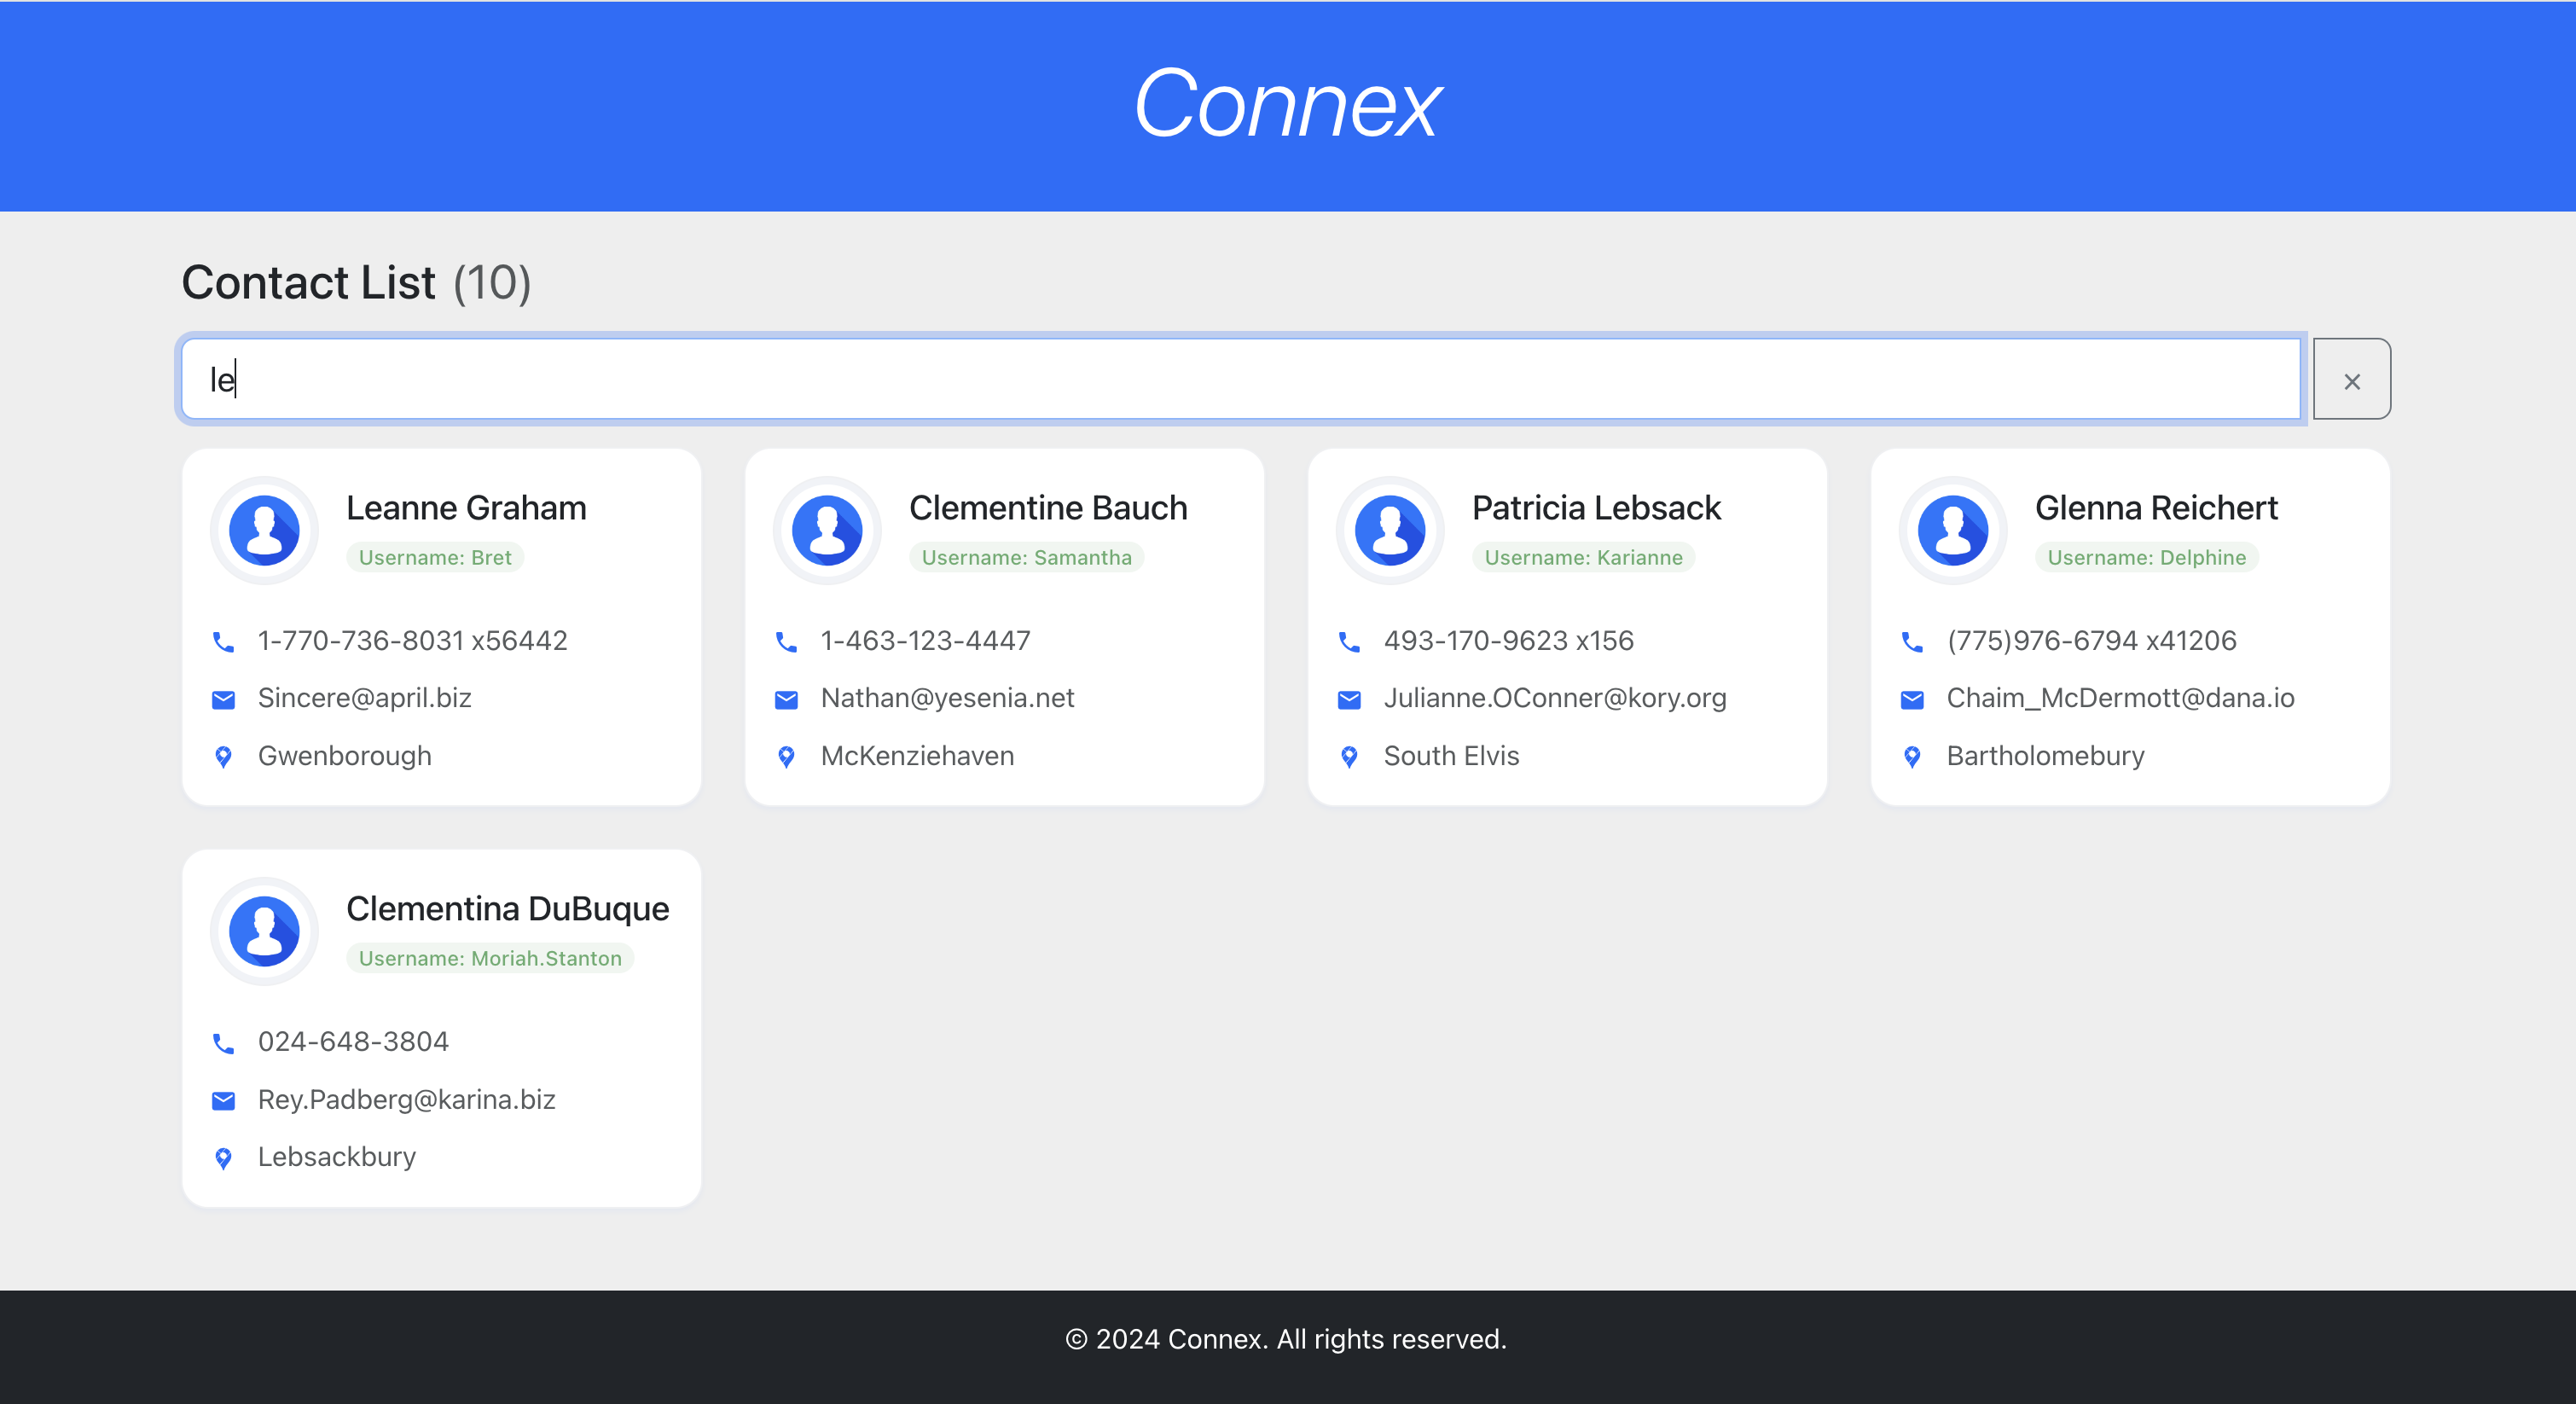 Connex
Contact List (10)
le
×
Leanne Graham
Username: Bret
1-770-736-8031 x56442
Sincere@april.biz
Gwenborough
Clementine Bauch
Username: Samantha
1-463-123-4447
Nathan@yesenia.net
McKenziehaven
Patricia Lebsack
Username: Karianne
493-170-9623 x156
Julianne.OConner@kory.org
South Elvis
Glenna Reichert
Username: Delphine
(775)976-6794 x41206
Chaim_McDermott@dana.io
Bartholomebury
Clementina DuBuque
Username: Moriah.Stanton
024-648-3804
Rey.Padberg@karina.biz
Lebsackbury
© 2024 Connex. All rights reserved.